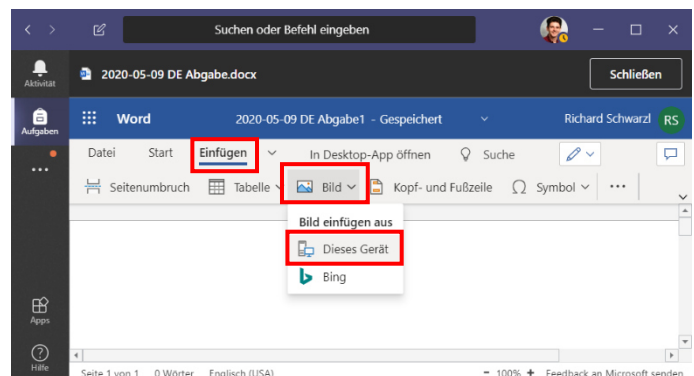 Suchen oder Befehl eingeben
Aktivität
2020-05-09 DE Abgabe.docx
Schließen
Aufgaben
Word
2020-05-09 DE Abgabe1 - Gespeichert
Richard Schwarzl RS
Datei Start Einfügen In Desktop-App öffnen Suche
Seitenumbruch Tabelle Bild Kopf- und Fußzeile Symbol
Bild einfügen aus
Dieses Gerät
Bing
Apps
Hilfe
Seite 1 von 1 0 Wörter Englisch (USA) - 100% + Feedback an Microsoft senden